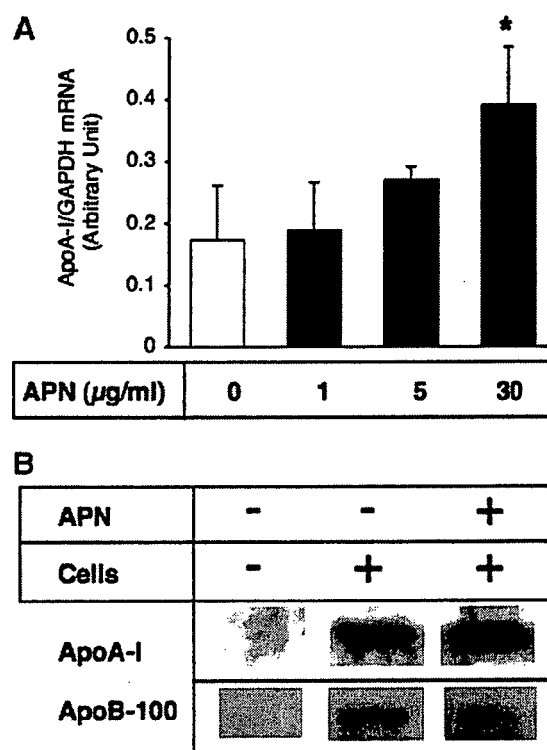 A
*
ApoA-I/GAPDH mRNA
(Arbitrary Unit)
0.5
0.4
0.3
0.2
0.1
0
APN (µg/ml) 0 1 5 30
B
APN - - +
Cells - + +
ApoA-I
ApoB-100